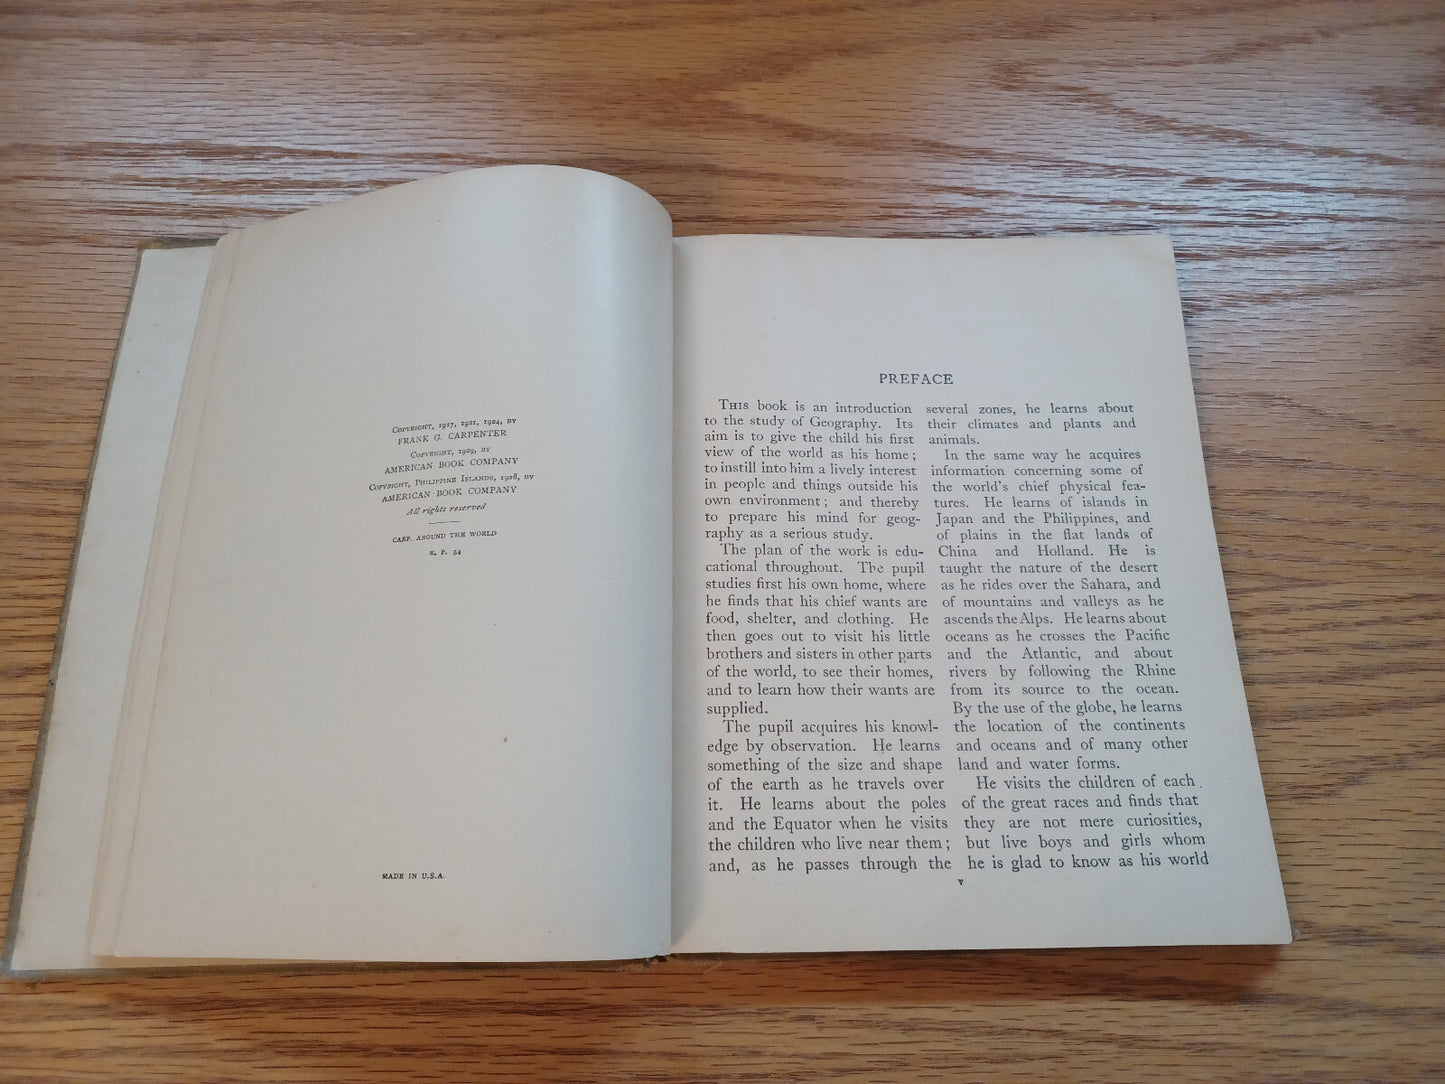 COPYRIGHT, 1917, 1921, 1924, BY
FRANK G. CARPENTER
COPYRIGHT, 1929, BY
AMERICAN BOOK COMPANY
COPYRIGHT, PHILIPPINE ISLANDS, 1928, BY
AMERICAN BOOK COMPANY
All rights reserved
CARP. AROUND THE WORLD
E. P. 54
MADE IN U.S.A.
PREFACE
THIS book is an introduction
to the study of Geography. Its
aim is to give the child his first
view of the world as his home;
to instill into him a lively interest
in people and things outside his
own environment; and thereby
to prepare his mind for geog-
raphy as a serious study.
The plan of the work is edu-
cational throughout. The pupil
studies first his own home, where
he finds that his chief wants are
food, shelter, and clothing. He
then goes out to visit his little
brothers and sisters in other parts
of the world, to see their homes,
and to learn how their wants are
supplied.
The pupil acquires his knowl-
edge by observation. He learns
something of the size and shape
of the earth as he travels over
it. He learns about the poles
and the Equator when he visits
the children who live near them;
and, as he passes through the
several zones, he learns about
their climates and plants and
animals.
In the same way he acquires
information concerning some of
the world's chief physical fea-
tures. He learns of islands in
Japan and the Philippines, and
of plains in the flat lands of
China and Holland. He is
taught the nature of the desert
as he rides over the Sahara, and
of mountains and valleys as he
ascends the Alps. He learns about
oceans as he crosses the Pacific
and the Atlantic, and about
rivers by following the Rhine
from its source to the ocean.
By the use of the globe, he learns
the location of the continents
and oceans and of many other
land and water forms.
He visits the children of each
of the great races and finds that
they are not mere curiosities,
but live boys and girls whom
he is glad to know as his world
v